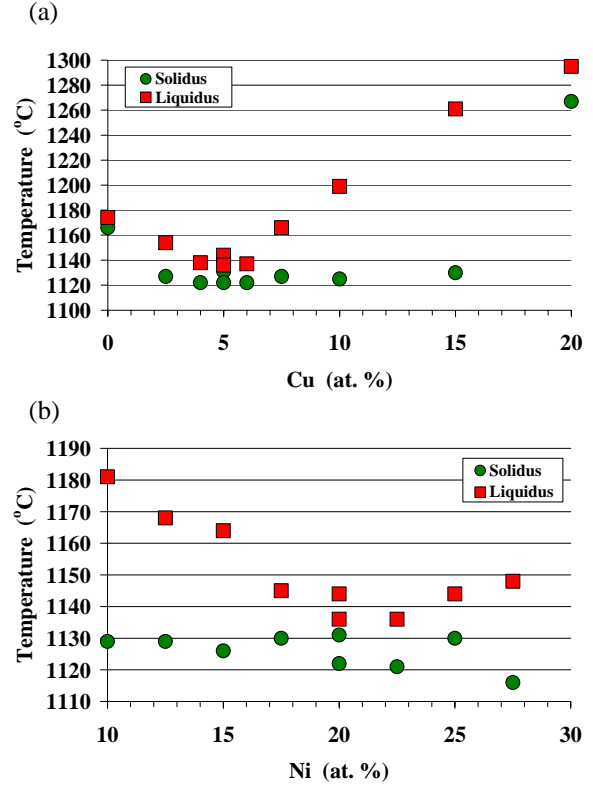 (a)
1300
1280
1260
1240
1220
1200
1180
1160
1140
1120
1100
Temperature (°C)
Solidus
Liquidus
0 5 10 15 20
Cu (at. %)
(b)
1190
1180
1170
1160
1150
1140
1130
1120
1110
Temperature (°C)
Solidus
Liquidus
10 15 20 25 30
Ni (at. %)